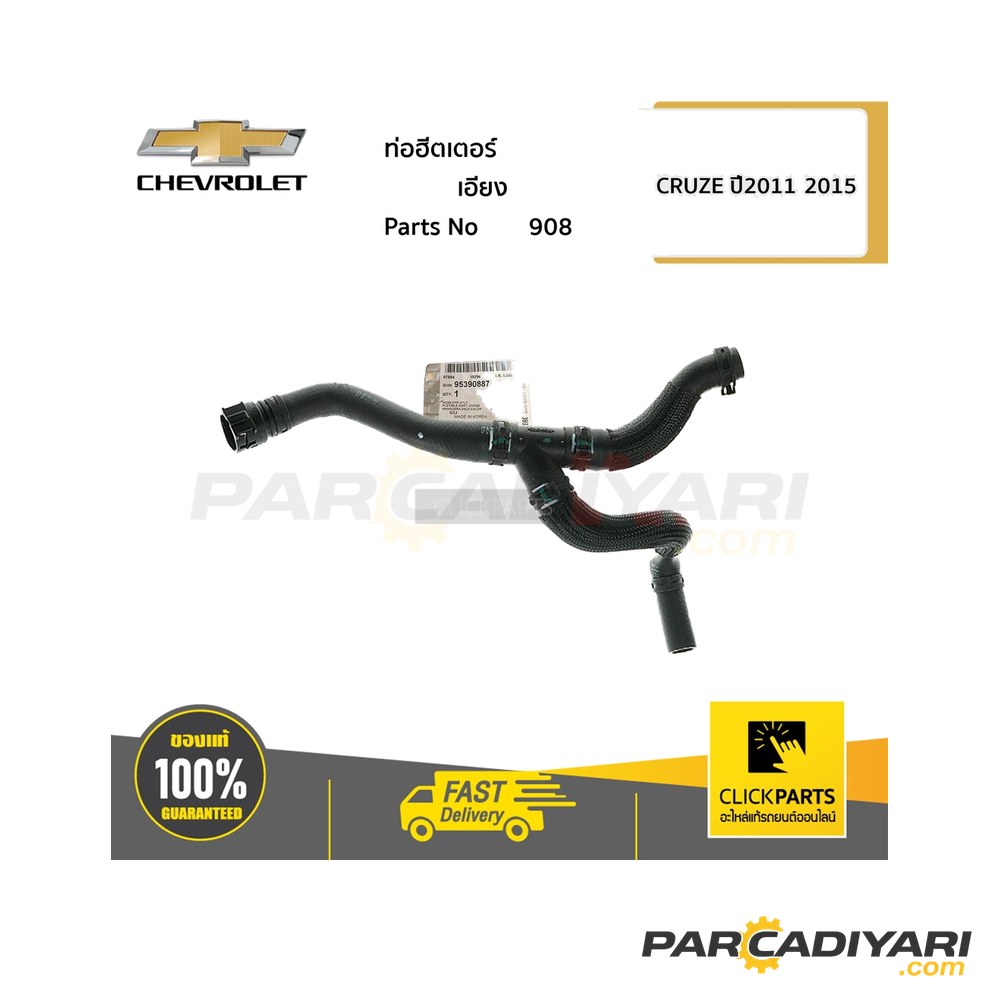 CHEVROLET
ท่อฮีตเตอร์
เอียง
Parts No 908
CRUZE ปี2011 2015
95390887
QTY. 1
MADE IN KOREA
PARCADIYARI
.com
ของแท้
100%
GUARANTEED
FAST
Delivery
CLICKPARTS
อะไหล่แท้รถยนต์ออนไลน์
PARCADIYARI
.com